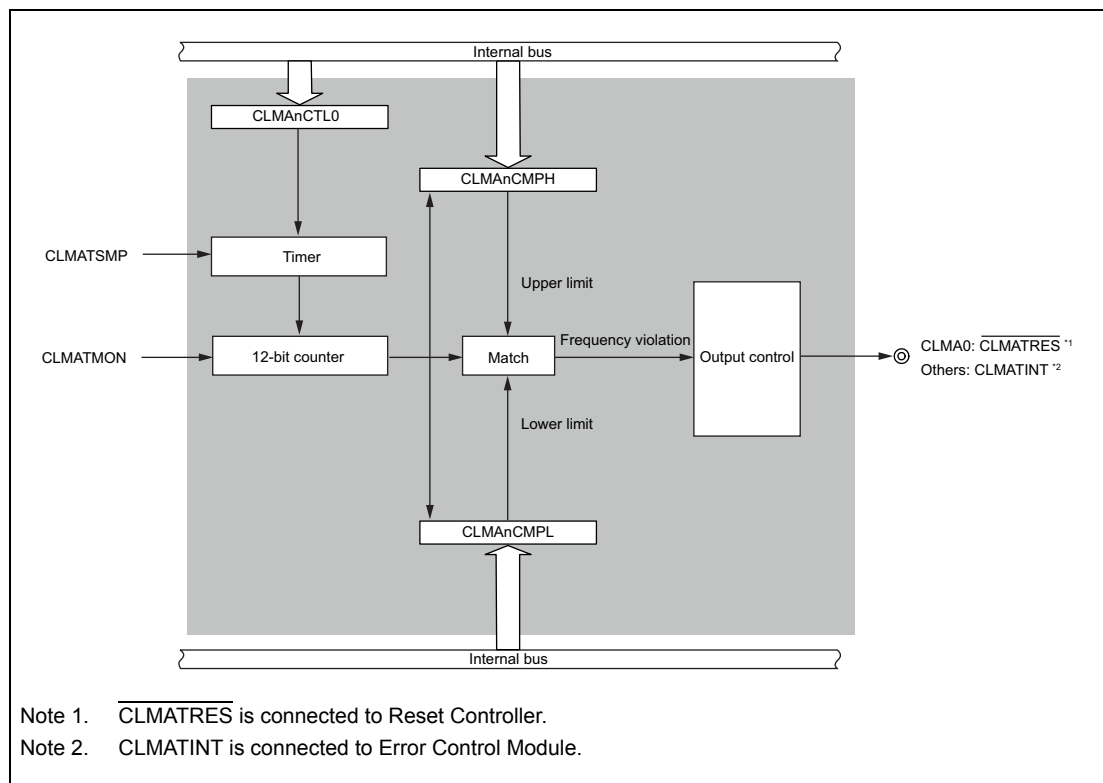 Internal bus
CLMAnCTL0
CLMAnCMPH
CLMATSMP
Timer
Upper limit
CLMATMON
12-bit counter
Match
Frequency violation
Output control
CLMA0: CLMATRES *1
Others: CLMATINT *2
Lower limit
CLMAnCMPL
Internal bus
Note 1. CLMATRES is connected to Reset Controller.
Note 2. CLMATINT is connected to Error Control Module.